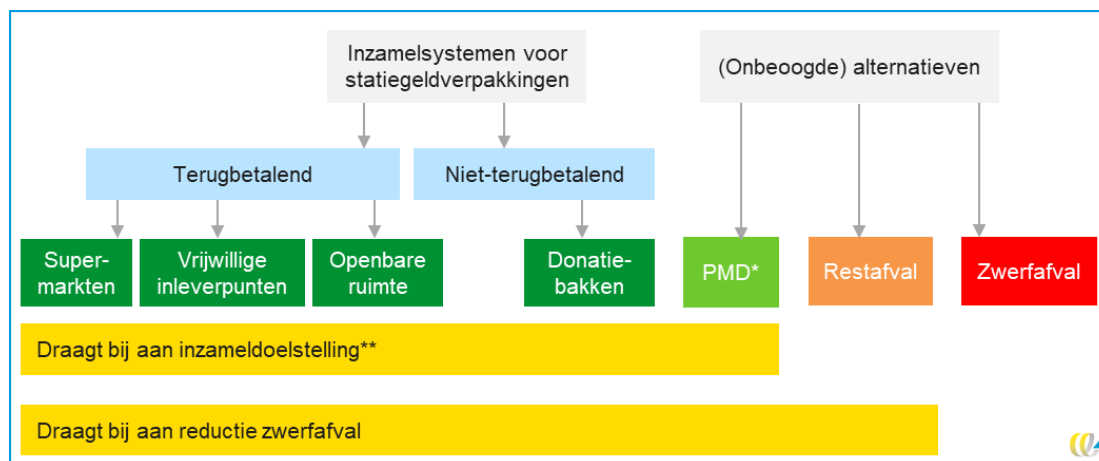 Inzamelsystemen voor
statiegeldverpakkingen
(Onbeoogde) alternatieven
Terugbetalend
Niet-terugbetalend
Super-
markten
Vrijwillige
inleverpunten
Openbare
ruimte
Donatie-
bakken
PMD*
Restafval
Zwerfafval
Draagt bij aan inzameldoelstelling**
Draagt bij aan reductie zwerfafval